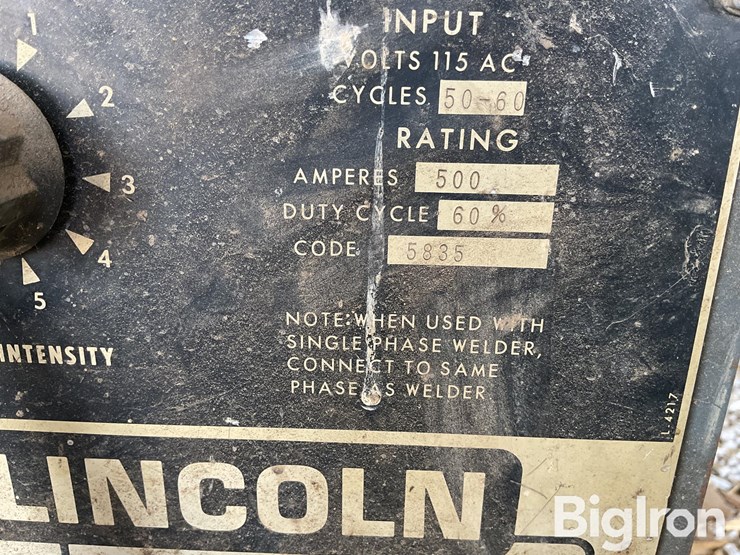 1
2
3
4
5
INTENSITY
INPUT
VOLTS 115 AC
CYCLES 50-60
RATING
AMPERES 500
DUTY CYCLE 60%
CODE 5835
NOTE: WHEN USED WITH
SINGLE PHASE WELDER,
CONNECT TO SAME
PHASE AS WELDER
L 4217
LINCOLN
BigIron